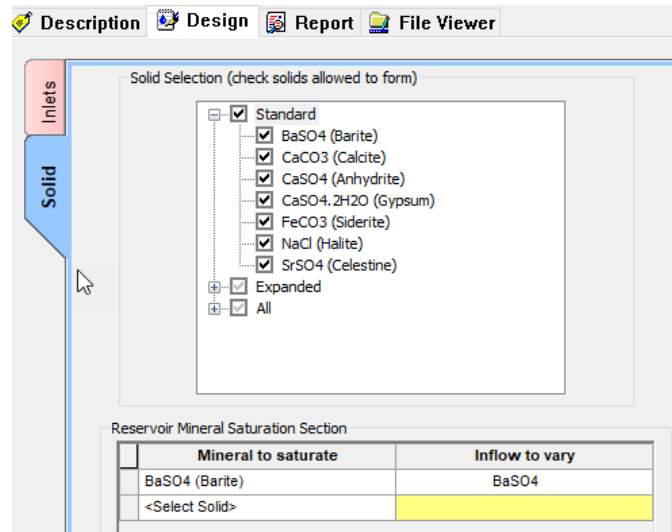 Description Design Report File Viewer
Inlets
Solid
Solid Selection (check solids allowed to form)
Standard
BaSO4 (Barite)
CaCO3 (Calcite)
CaSO4 (Anhydrite)
CaSO4.2H2O (Gypsum)
FeCO3 (Siderite)
NaCl (Halite)
SrSO4 (Celestine)
Expanded
All
Reservoir Mineral Saturation Section
Mineral to saturate Inflow to vary
BaSO4 (Barite) BaSO4
<Select Solid>